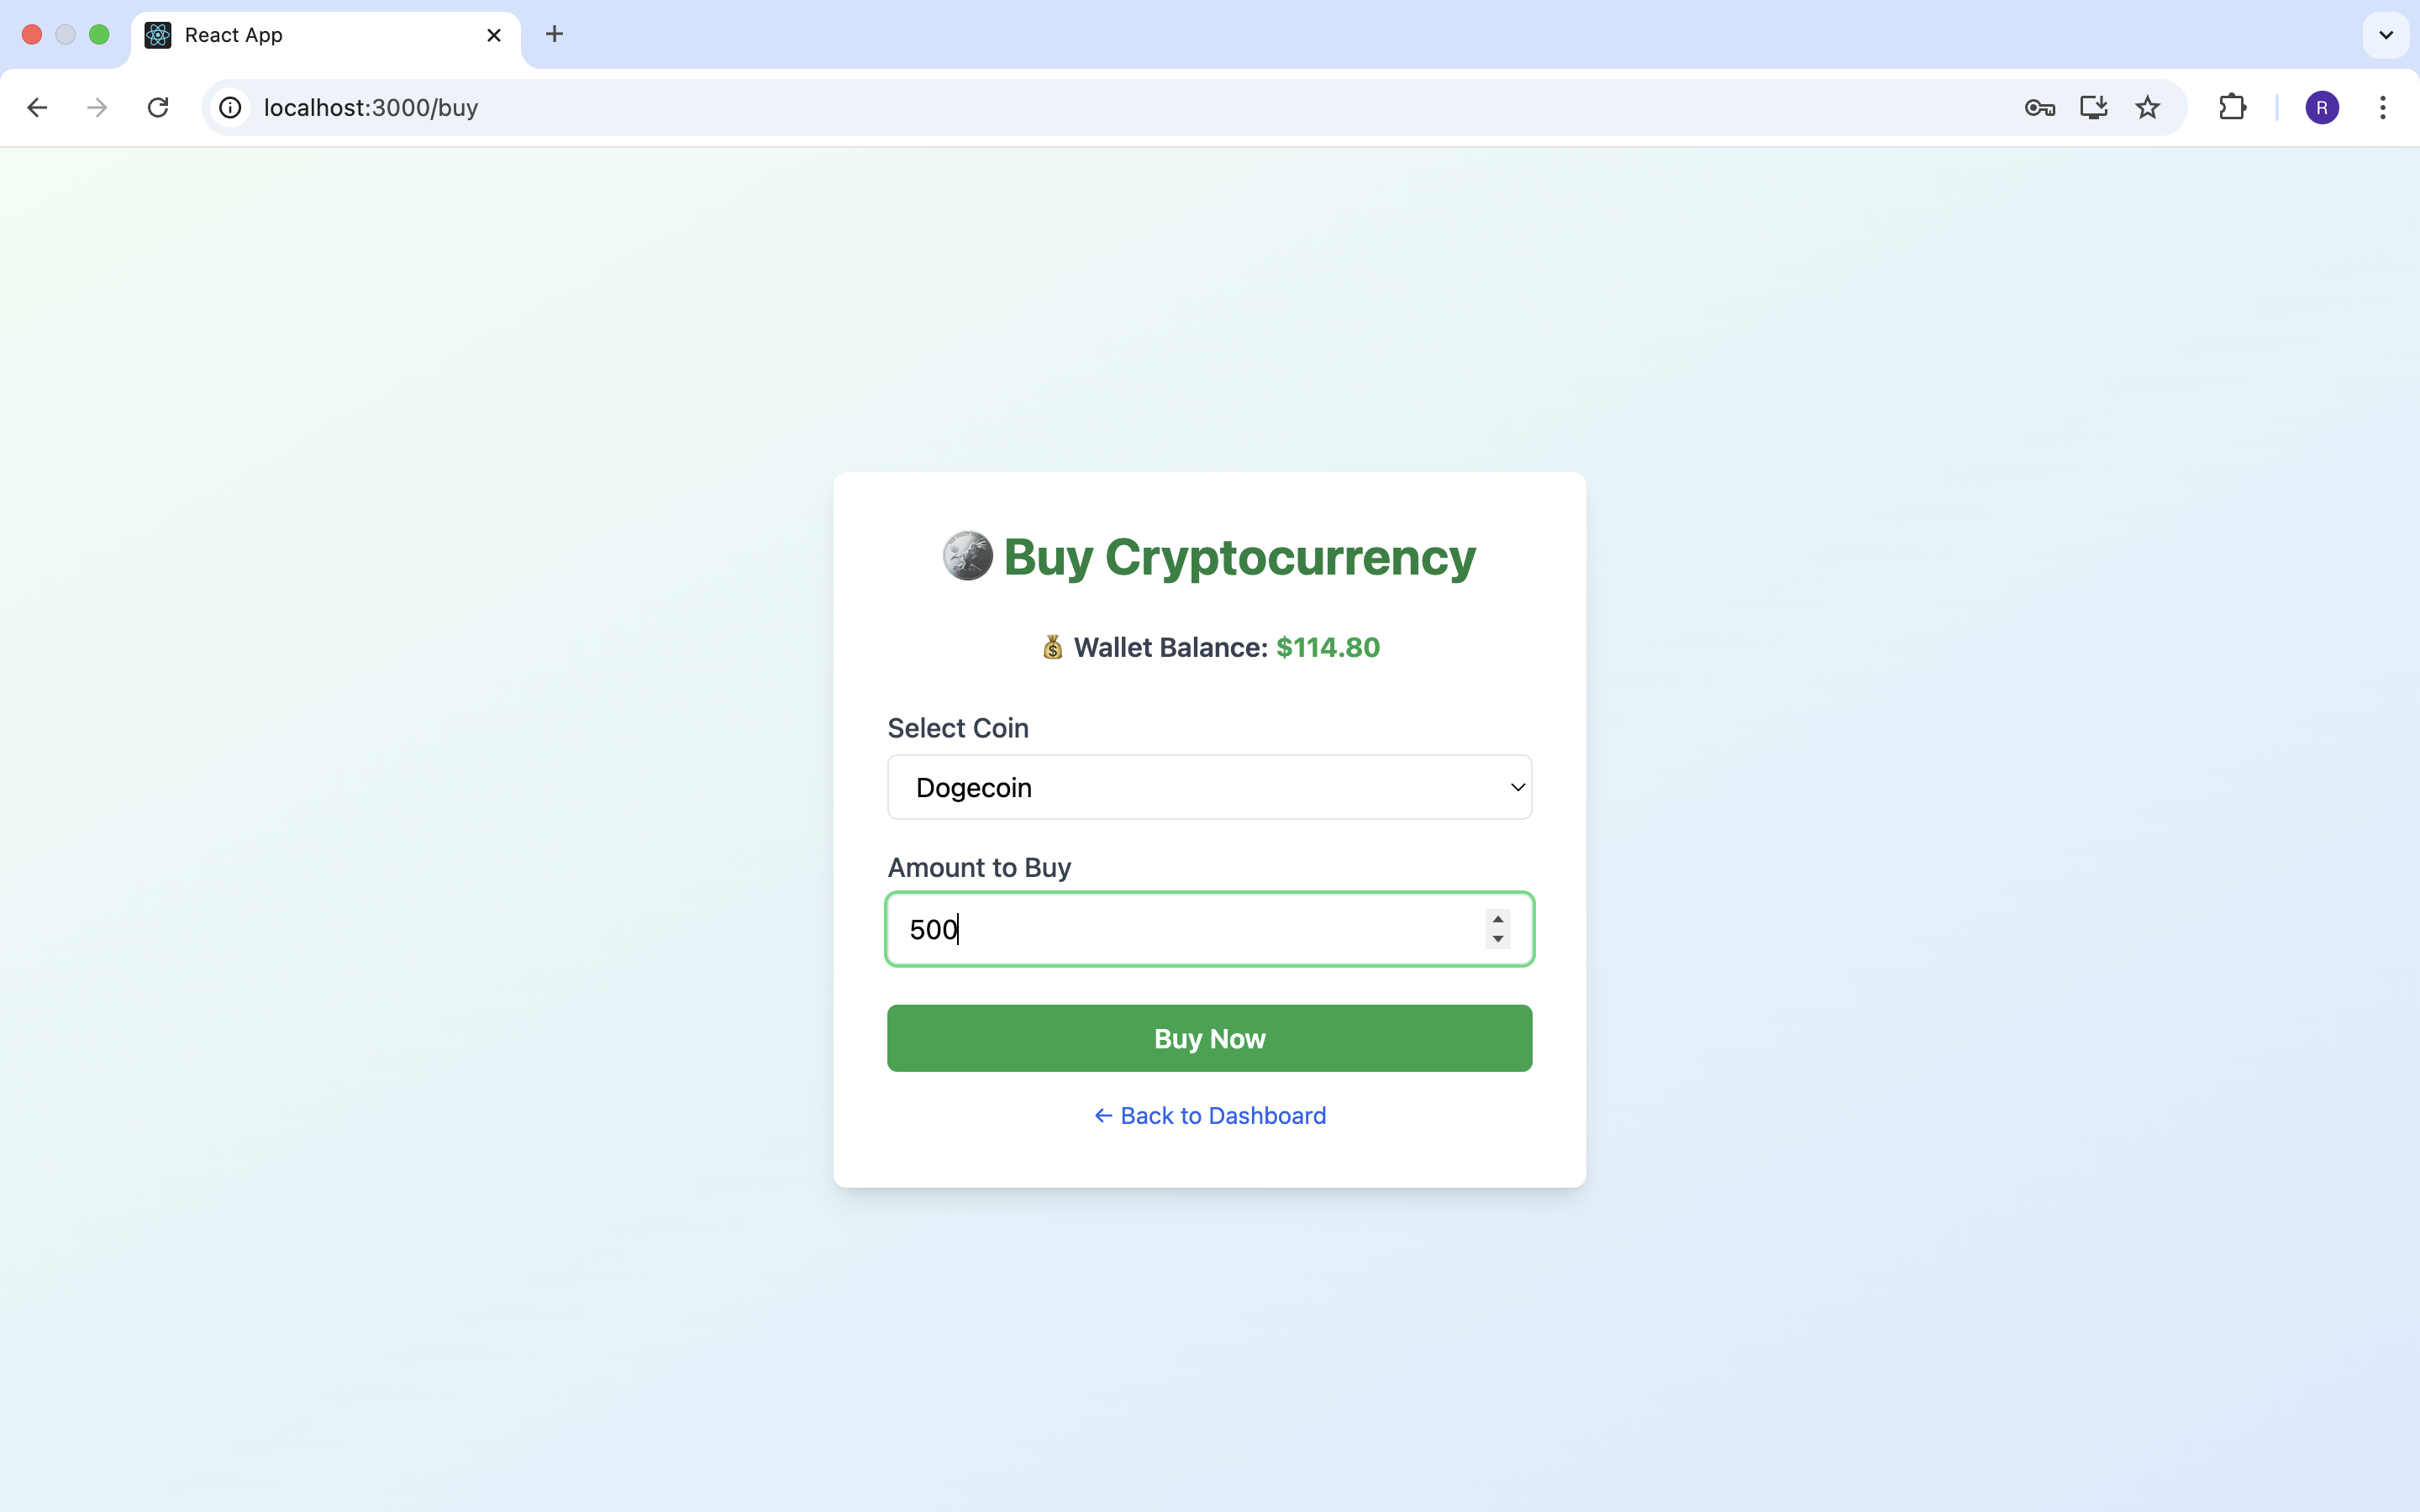 React App
localhost:3000/buy
R
Buy Cryptocurrency
💰 Wallet Balance: $114.80
Select Coin
Dogecoin
Amount to Buy
500
Buy Now
← Back to Dashboard